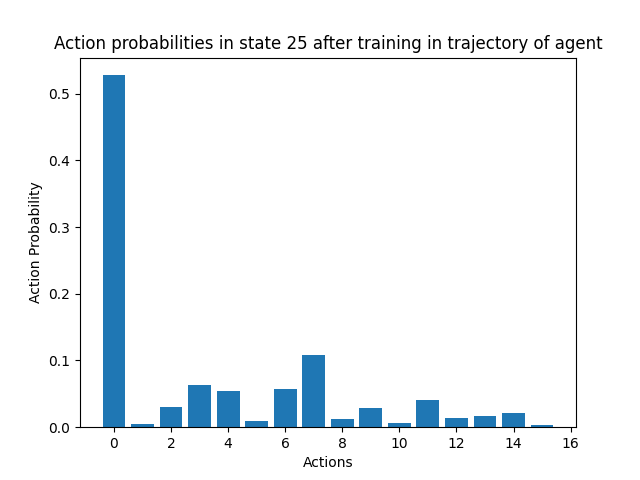 Action probabilities in state 25 after training in trajectory of agent
0.5
0.4
0.3
0.2
0.1
0.0
Action Probability
0 2 4 6 8 10 12 14 16
Actions